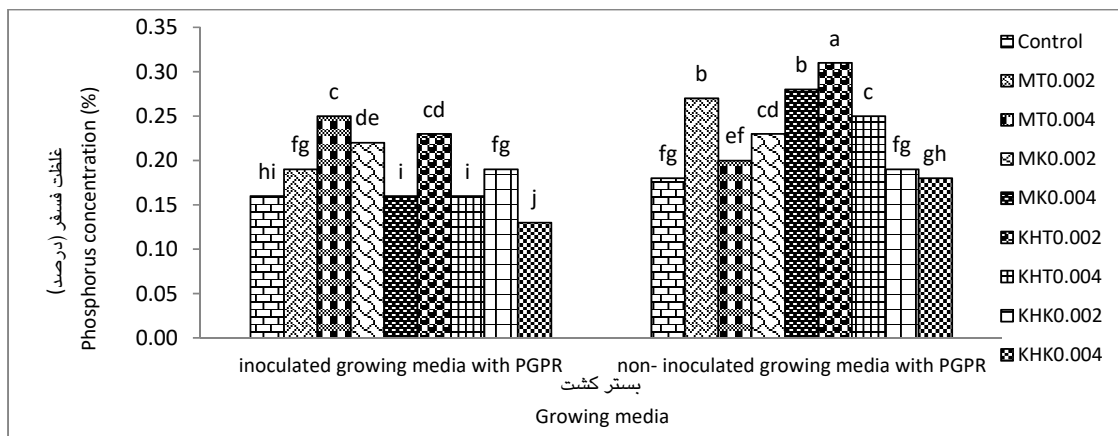 غلظت فسفر (درصد)
Phosphorus concentration (%)
0.35
0.30
0.25
0.20
0.15
0.10
0.05
0.00
hi
fg
c
de
i
cd
i
fg
j
fg
b
ef
cd
b
a
c
fg
gh
inoculated growing media with PGPR
non- inoculated growing media with PGPR
بستر کشت
Growing media
Control
MT0.002
MT0.004
MK0.002
MK0.004
KHT0.002
KHT0.004
KHK0.002
KHK0.004